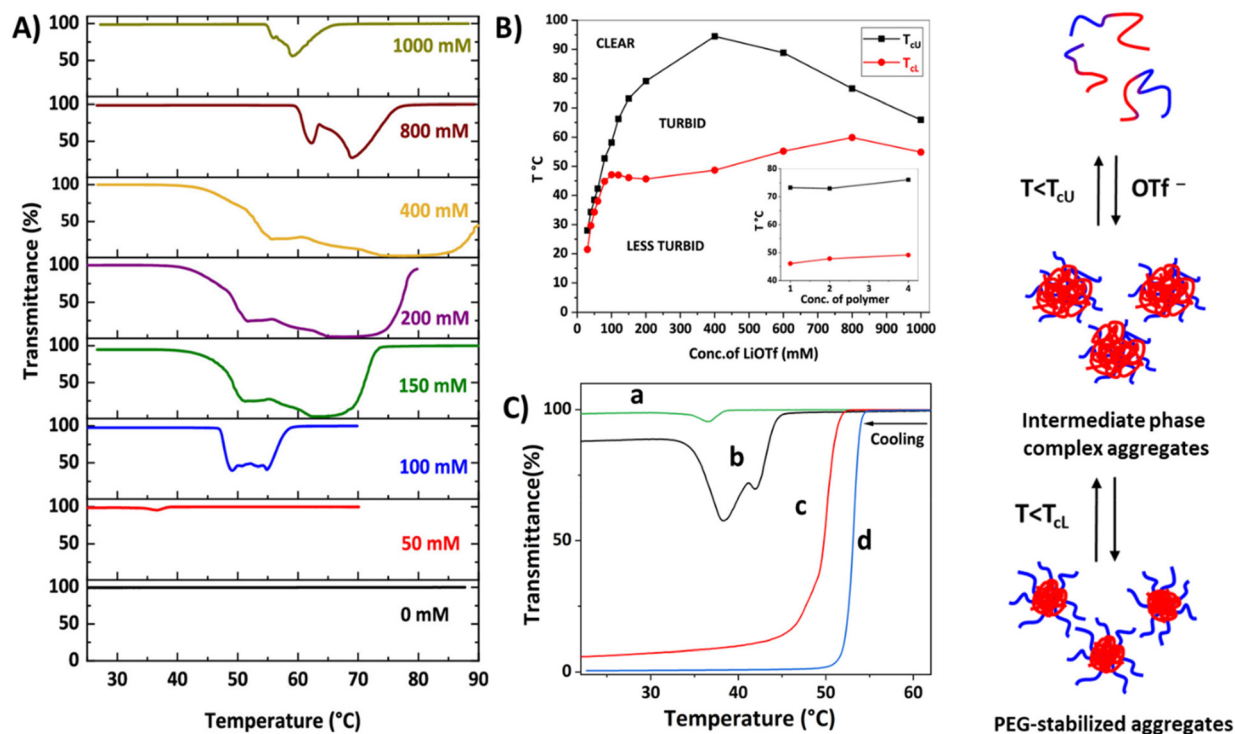 A)
100
50
1000 mM
100
50
800 mM
100
50
400 mM
100
50
200 mM
100
50
150 mM
100
50
100 mM
100
50
50 mM
100
50
0
0 mM
30 40 50 60 70 80 90
Transmittance (%)
Temperature (°C)
B)
100
90
80
70
60
50
40
30
20
10
0
T °C
CLEAR
TURBID
LESS TURBID
TcU
TcL
80
70
60
50
40
T °C
1 2 3 4
Conc. of polymer
0 100 200 300 400 500 600 700 800 900 1000
Conc.of LiOTf (mM)
C)
100
50
0
Transmittance(%)
a
b
c
d
Cooling
30 40 50 60
Temperature (°C)
T<TcU
OTf −
Intermediate phase
complex aggregates
T<TcL
PEG-stabilized aggregates